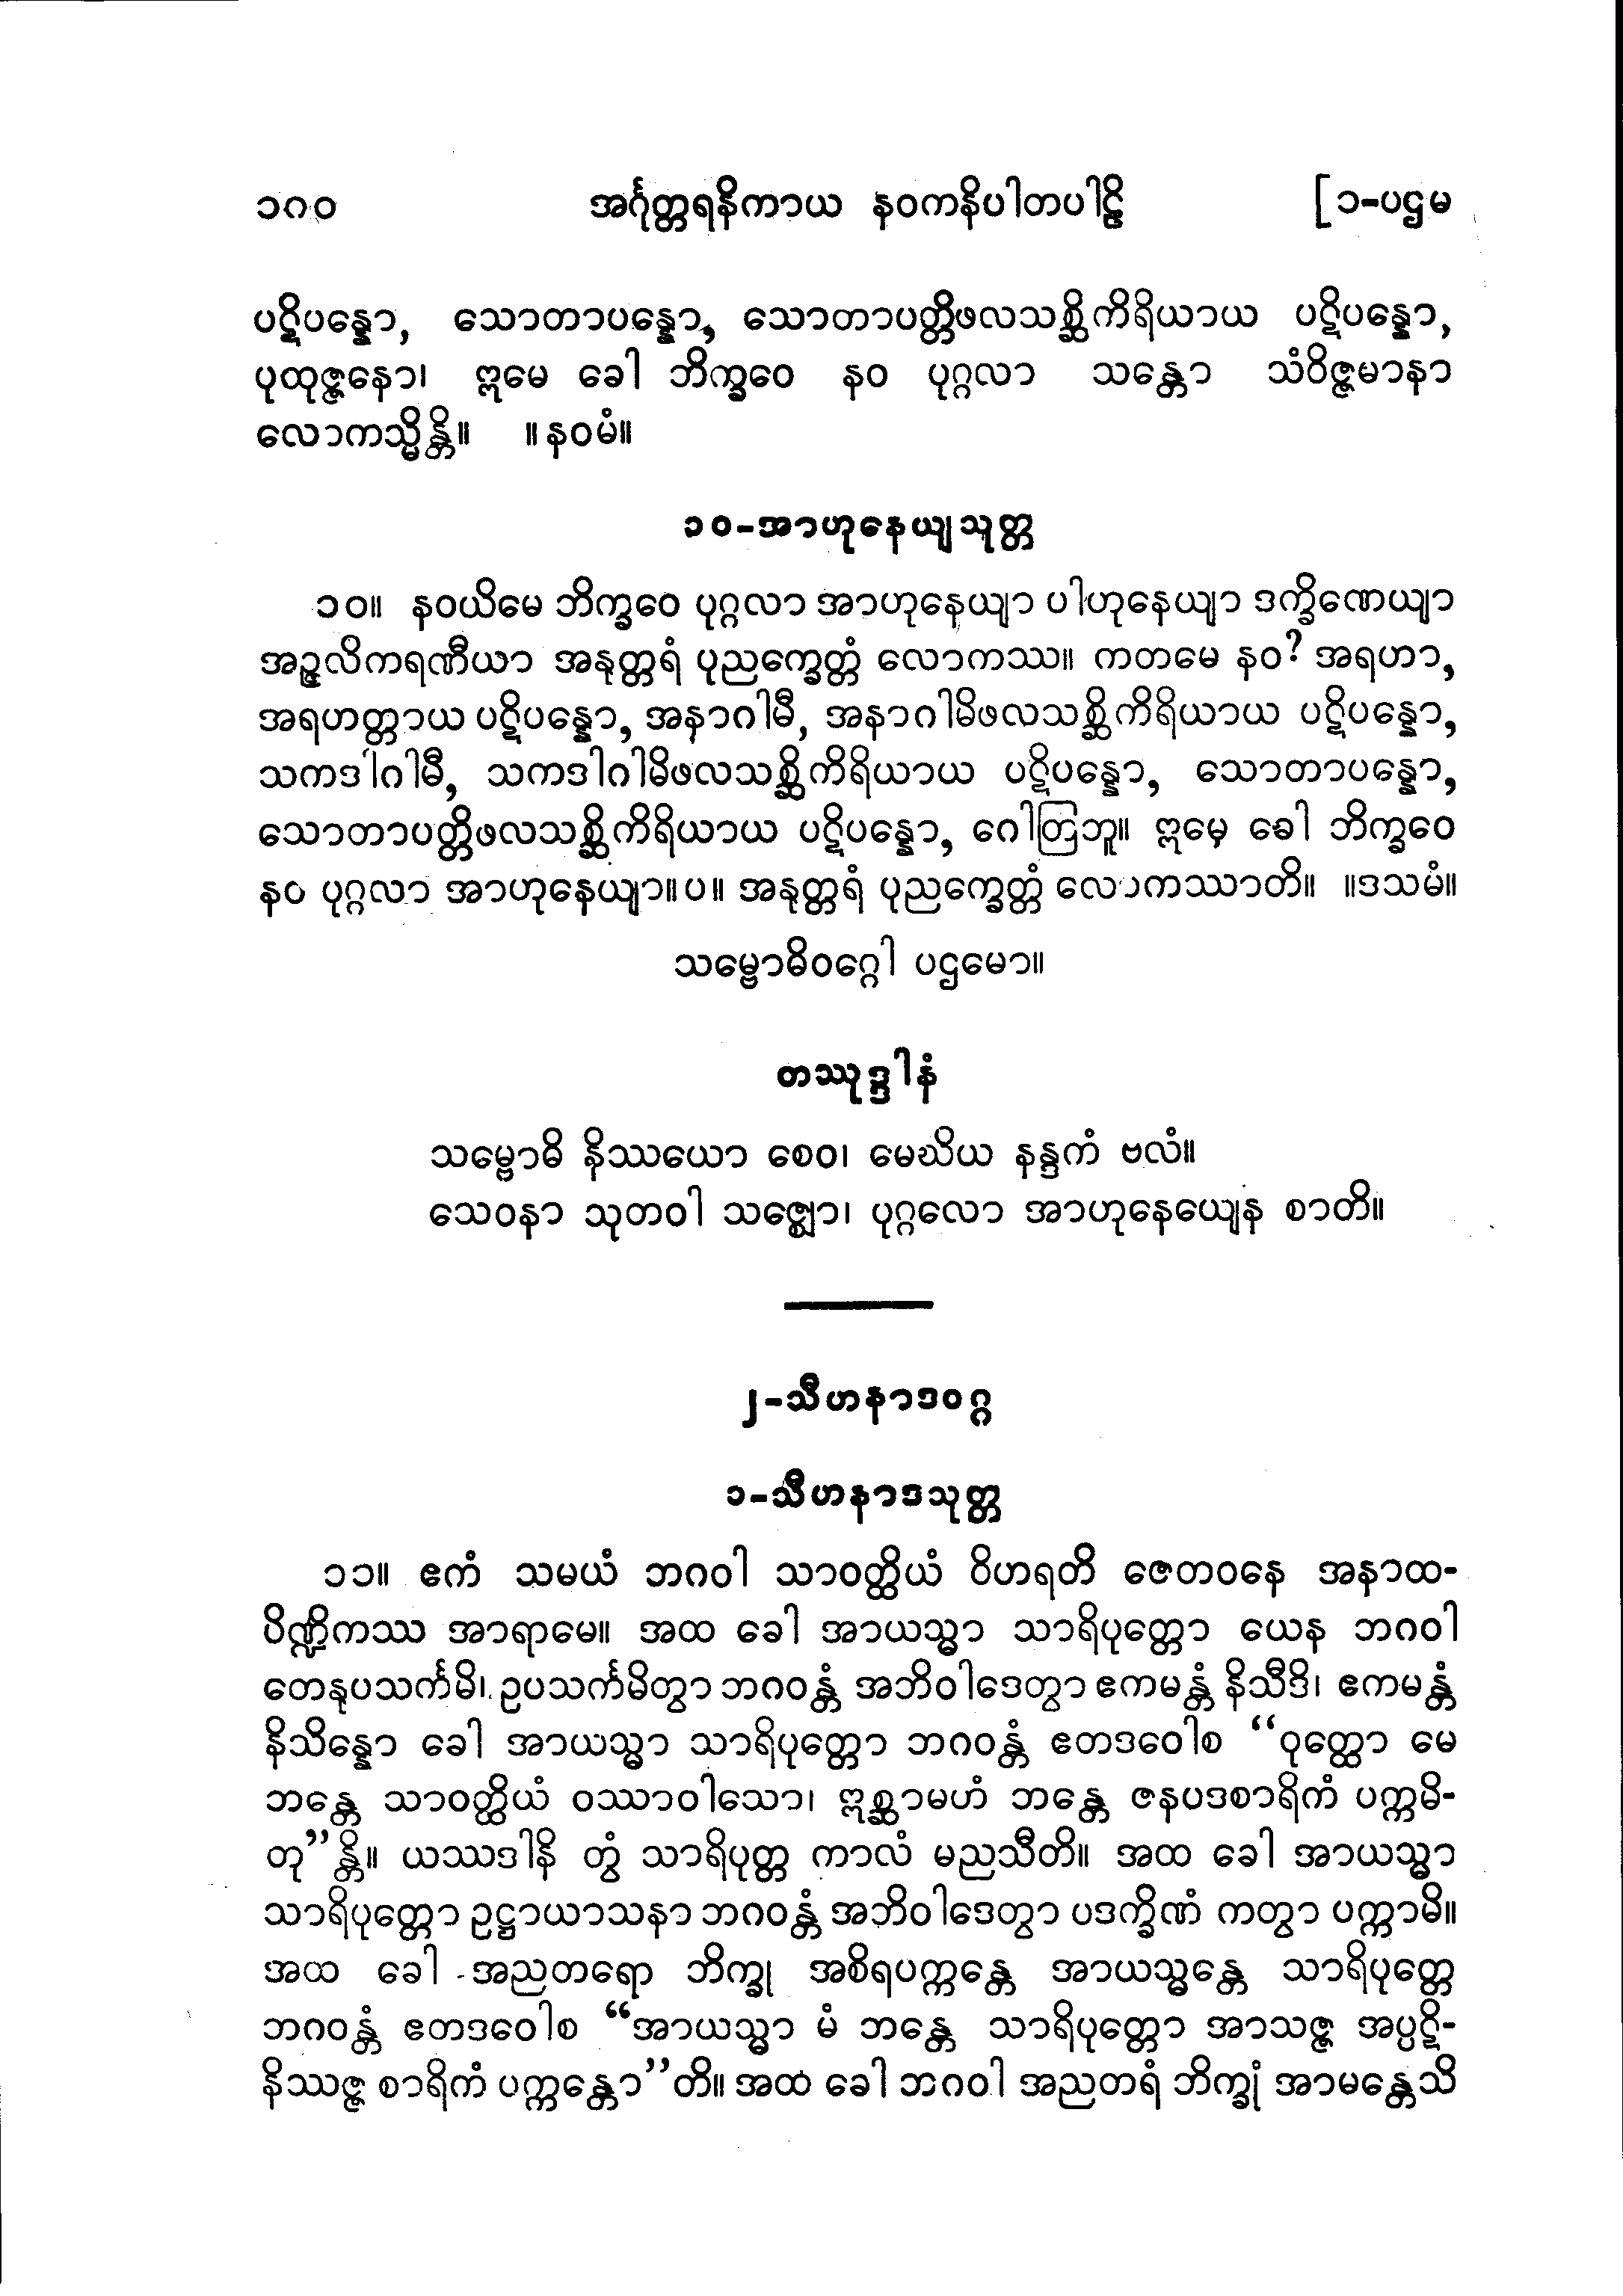 ၁၈၀ အင်္ဂုတ္တရနိကာယ နဝကနိပါတပါဠိ [၁-ပဌမ
ပဋိပန္နော, သောတာပန္နော, သောတာပတ္တိဖလသစ္ဆိကိရိယာယ ပဋိပန္နော,
ပုထုဇ္ဇနော၊ ဣမေ ခေါ ဘိက္ခဝေ နဝ ပုဂ္ဂလာ သန္တော သံဝိဇ္ဇမာနာ
လောကသ္မိန္တိ။ ။နဝမံ။
၁၀-အာဟုနေယျသုတ္တ
၁၀။ နဝယိမေ ဘိက္ခဝေ ပုဂ္ဂလာ အာဟုနေယျာ ပါဟုနေယျာ ဒက္ခိဏေယျာ
အဉ္ဇလိကရဏီယာ အနုတ္တရံ ပုညက္ခေတ္တံ လောကဿ။ ကတမေ နဝ? အရဟာ,
အရဟတ္တာယ ပဋိပန္နော, အနာဂါမီ, အနာဂါမိဖလသစ္ဆိကိရိယာယ ပဋိပန္နော,
သကဒါဂါမီ, သကဒါဂါမိဖလသစ္ဆိကိရိယာယ ပဋိပန္နော, သောတာပန္နော,
သောတာပတ္တိဖလသစ္ဆိကိရိယာယ ပဋိပန္နော, ဂေါတြဘူ။ ဣမေ ခေါ ဘိက္ခဝေ
နဝ ပုဂ္ဂလာ အာဟုနေယျာ။ပ။ အနုတ္တရံ ပုညက္ခေတ္တံ လောကဿာတိ။ ။ဒသမံ။
သမ္ဗောဓိဝဂ္ဂေါ ပဌမော။
တဿုဒ္ဒါနံ
သမ္ဗောဓိ နိဿယော စေဝ၊ မေဃိယ နန္ဒကံ ဗလံ။
သေဝနာ သုတဝါ သဇ္ဈော၊ ပုဂ္ဂလော အာဟုနေယျေန စာတိ။
၂-သီဟနာဒဝဂ္ဂ
၁-သီဟနာဒသုတ္တ
၁၁။ ဧကံ သမယံ ဘဂဝါ သာဝတ္ထိယံ ဝိဟရတိ ဇေတဝနေ အနာထ-
ပိဏ္ဍိကဿ အာရာမေ။ အထ ခေါ အာယသ္မာ သာရိပုတ္တော ယေန ဘဂဝါ
တေနုပသင်္ကမိ၊ ဥပသင်္ကမိတွာ ဘဂဝန္တံ အဘိဝါဒေတွာ ဧကမန္တံ နိသီဒိ၊ ဧကမန္တံ
နိသိန္နော ခေါ အာယသ္မာ သာရိပုတ္တော ဘဂဝန္တံ ဧတဒဝေါစ “ဝုတ္ထော မေ
ဘန္တေ သာဝတ္ထိယံ ဝဿာဝါသော၊ ဣစ္ဆာမဟံ ဘန္တေ ဇနပဒစာရိကံ ပက္ကမိ-
တု”န္တိ။ ယဿဒါနိ တွံ သာရိပုတ္တ ကာလံ မညသီတိ။ အထ ခေါ အာယသ္မာ
သာရိပုတ္တော ဥဋ္ဌာယာသနာ ဘဂဝန္တံ အဘိဝါဒေတွာ ပဒက္ခိဏံ ကတွာ ပက္ကာမိ။
အထ ခေါ အညတရော ဘိက္ခု အစိရပက္ကန္တေ အာယသ္မန္တေ သာရိပုတ္တေ
ဘဂဝန္တံ ဧတဒဝေါစ “အာယသ္မာ မံ ဘန္တေ သာရိပုတ္တော အာသဇ္ဇ အပ္ပဋိ-
နိဿဇ္ဇ စာရိကံ ပက္ကန္တော”တိ။ အထ ခေါ ဘဂဝါ အညတရံ ဘိက္ခုံ အာမန္တေသိ